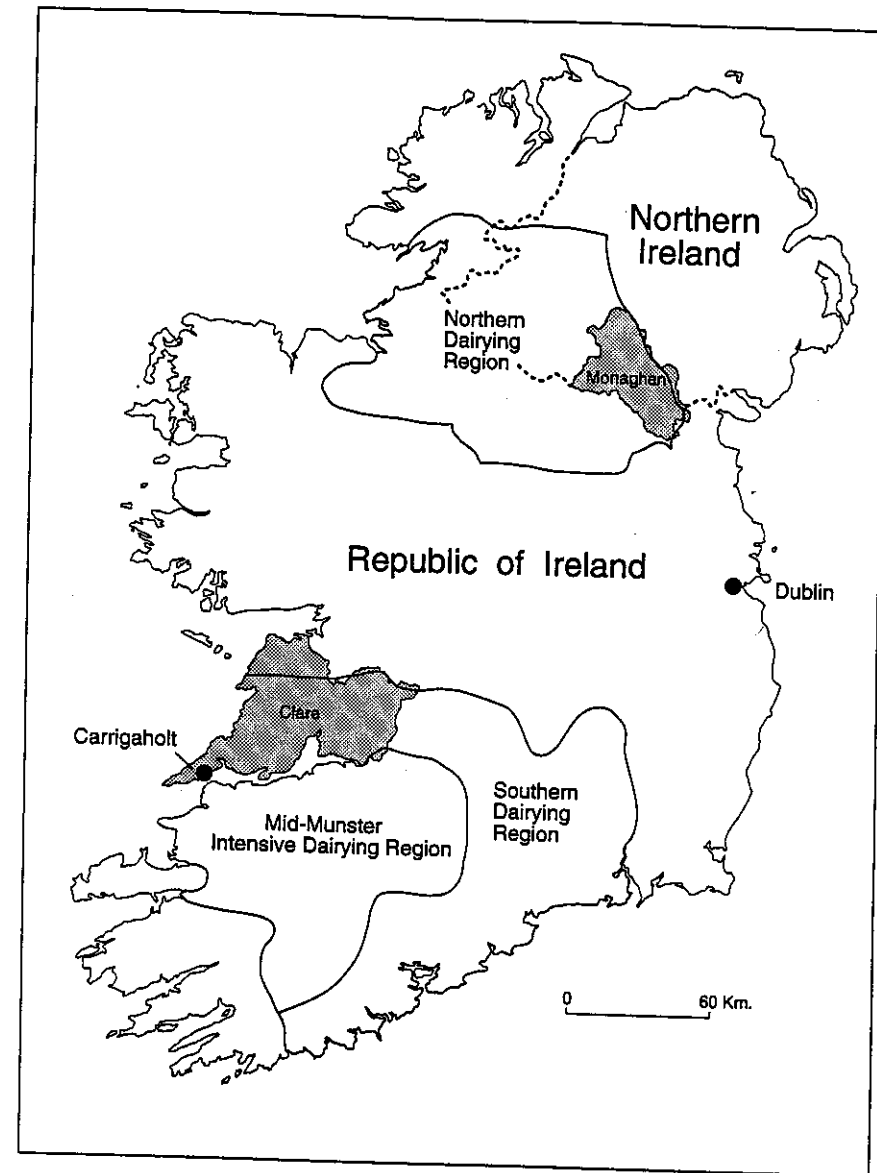 Northern
Ireland
Northern
Dairying
Region
Monaghan
Republic of Ireland
Dublin
Clare
Carrigaholt
Southern
Dairying
Region
Mid-Munster
Intensive Dairying Region
0 60 Km.